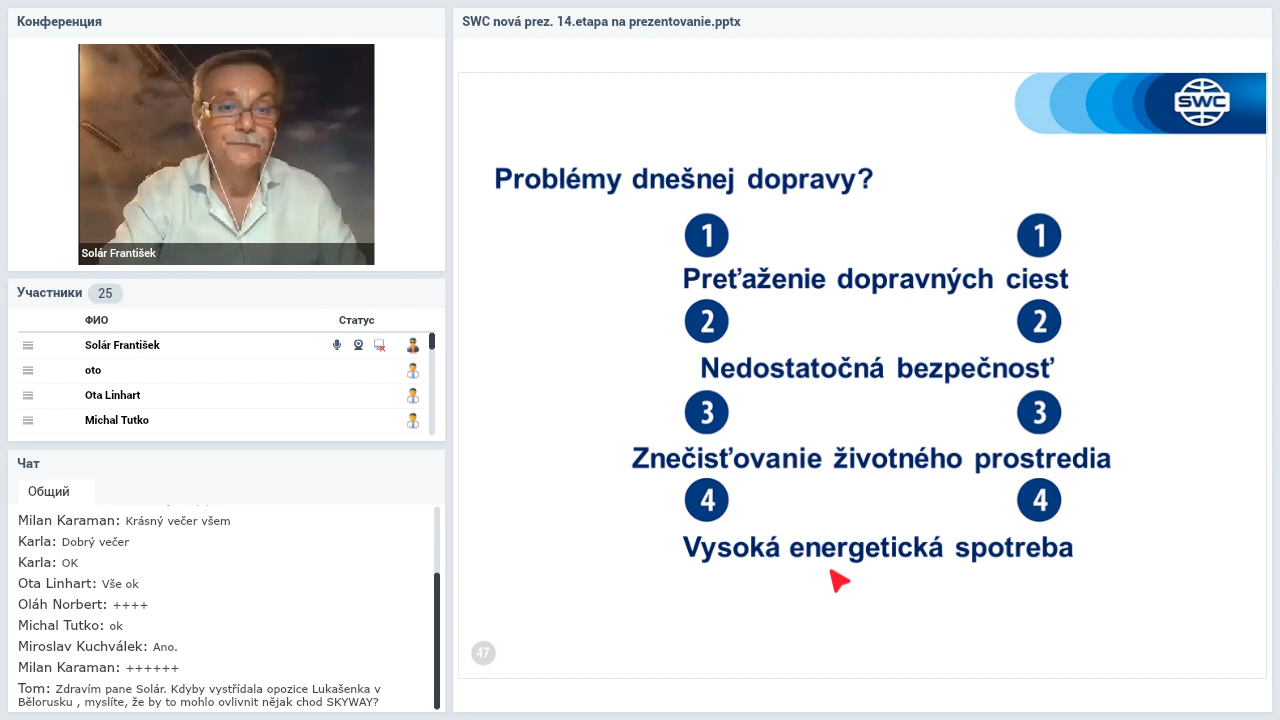 Конференция
Solár František
Участники 25
ФИО Статус
Solár František
oto
Ota Linhart
Michal Tutko
Чат
Общий
Milan Karaman: Krásný večer všem
Karla: Dobrý večer
Karla: OK
Ota Linhart: Vše ok
Oláh Norbert: ++++
Michal Tutko: ok
Miroslav Kuchválek: Ano.
Milan Karaman: ++++++
Tom: Zdravím pane Solár. Kdyby vystřídala opozice Lukašenka v
Bělorusku , myslíte, že by to mohlo ovlivnit nějak chod SKYWAY?
SWC nová prez. 14.etapa na prezentovanie.pptx
SWC
Problémy dnešnej dopravy?
1 1
Preťaženie dopravných ciest
2 2
Nedostatočná bezpečnosť
3 3
Znečisťovanie životného prostredia
4 4
Vysoká energetická spotreba
47